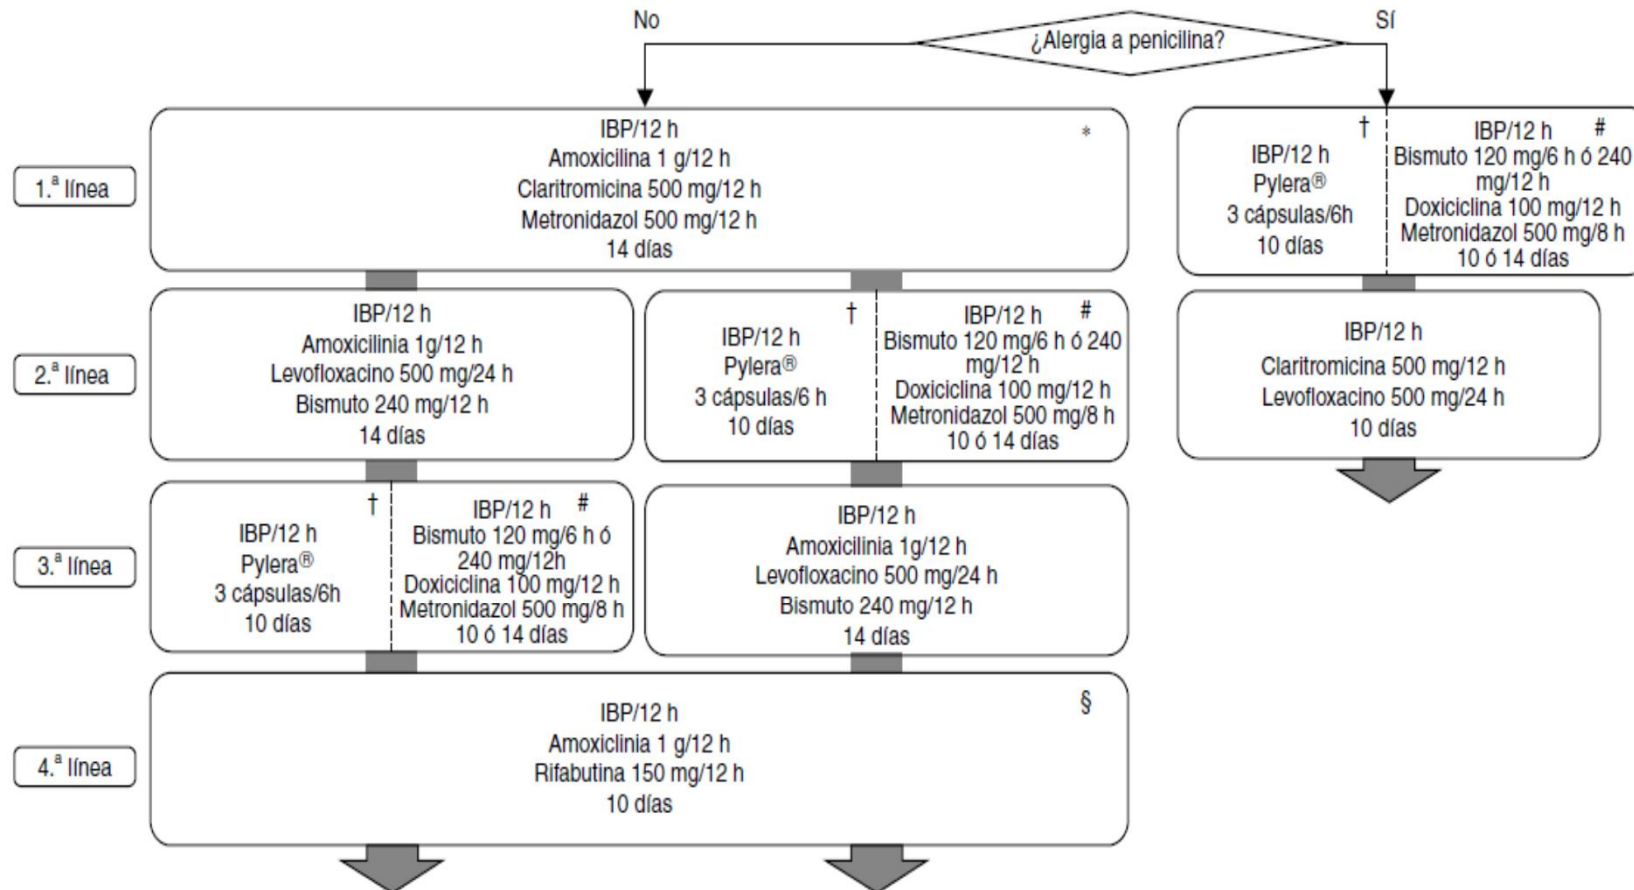 No
¿Alergia a penicilina?
Sí
1.ª línea
IBP/12 h
*
Amoxicilina 1 g/12 h
Claritromicina 500 mg/12 h
Metronidazol 500 mg/12 h
14 días
†
IBP/12 h
Pylera®
3 cápsulas/6h
10 días
IBP/12 h #
Bismuto 120 mg/6 h ó 240
mg/12 h
Doxiciclina 100 mg/12 h
Metronidazol 500 mg/8 h
10 ó 14 días
2.ª línea
IBP/12 h
Amoxicilinia 1g/12 h
Levofloxacino 500 mg/24 h
Bismuto 240 mg/12 h
14 días
†
IBP/12 h
Pylera®
3 cápsulas/6 h
10 días
IBP/12 h #
Bismuto 120 mg/6 h ó 240
mg/12 h
Doxiciclina 100 mg/12 h
Metronidazol 500 mg/8 h
10 ó 14 días
IBP/12 h
Claritromicina 500 mg/12 h
Levofloxacino 500 mg/24 h
10 días
3.ª línea
†
IBP/12 h
Pylera®
3 cápsulas/6h
10 días
IBP/12 h #
Bismuto 120 mg/6 h ó
240 mg/12h
Doxiciclina 100 mg/12 h
Metronidazol 500 mg/8 h
10 ó 14 días
IBP/12 h
Amoxicilinia 1g/12 h
Levofloxacino 500 mg/24 h
Bismuto 240 mg/12 h
14 días
4.ª línea
§
IBP/12 h
Amoxiclinia 1 g/12 h
Rifabutina 150 mg/12 h
10 días